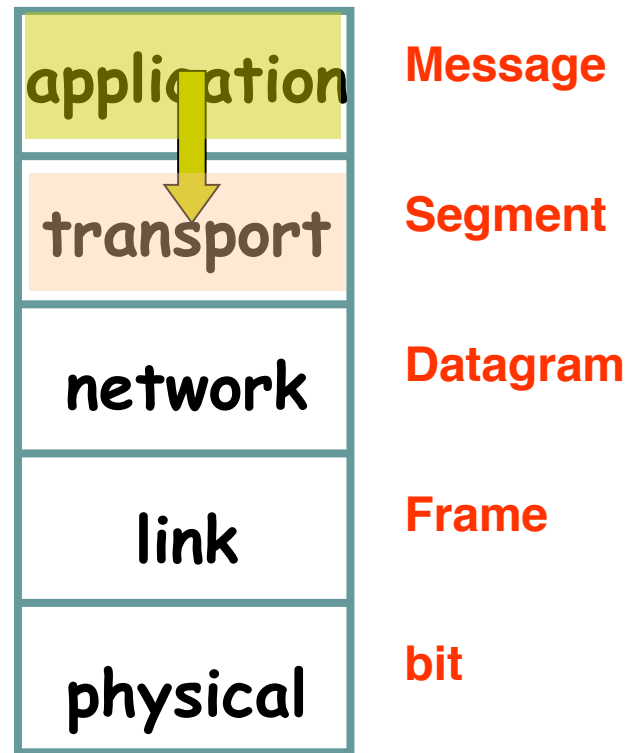 application Message
transport Segment
network Datagram
link Frame
physical bit